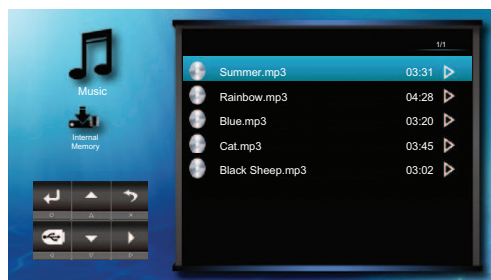 1/1
Music
Internal
Memory
Summer.mp3 03:31
Rainbow.mp3 04:28
Blue.mp3 03:20
Cat.mp3 03:45
Black Sheep.mp3 03:02